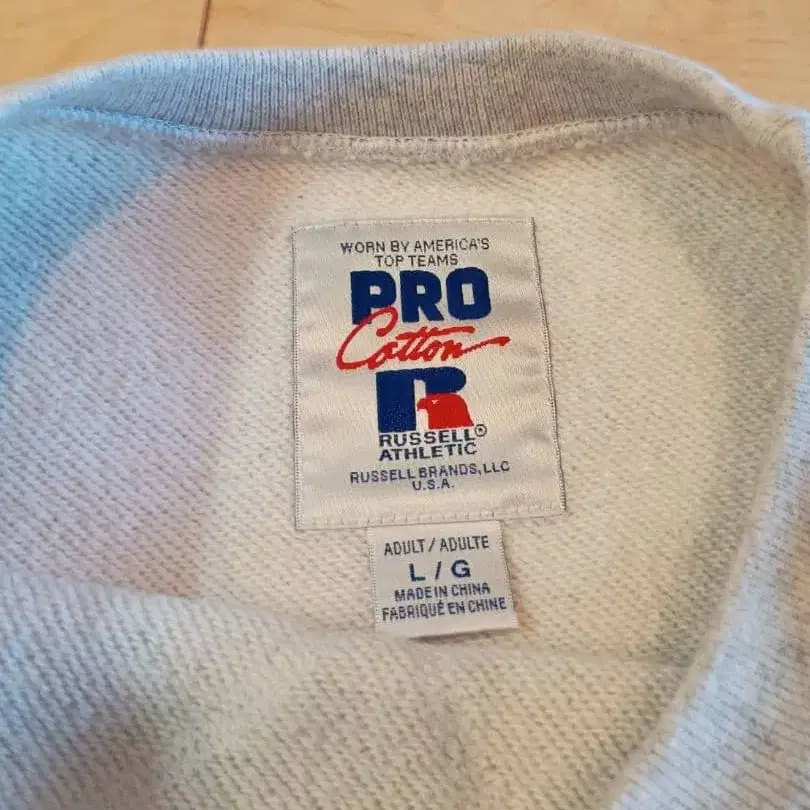 WORN BY AMERICA'S
TOP TEAMS
PRO
Cotton
R
RUSSELL®
ATHLETIC
RUSSELL BRANDS, LLC
U.S.A.
ADULT / ADULTE
L / G
MADE IN CHINA
FABRIQUÉ EN CHINE